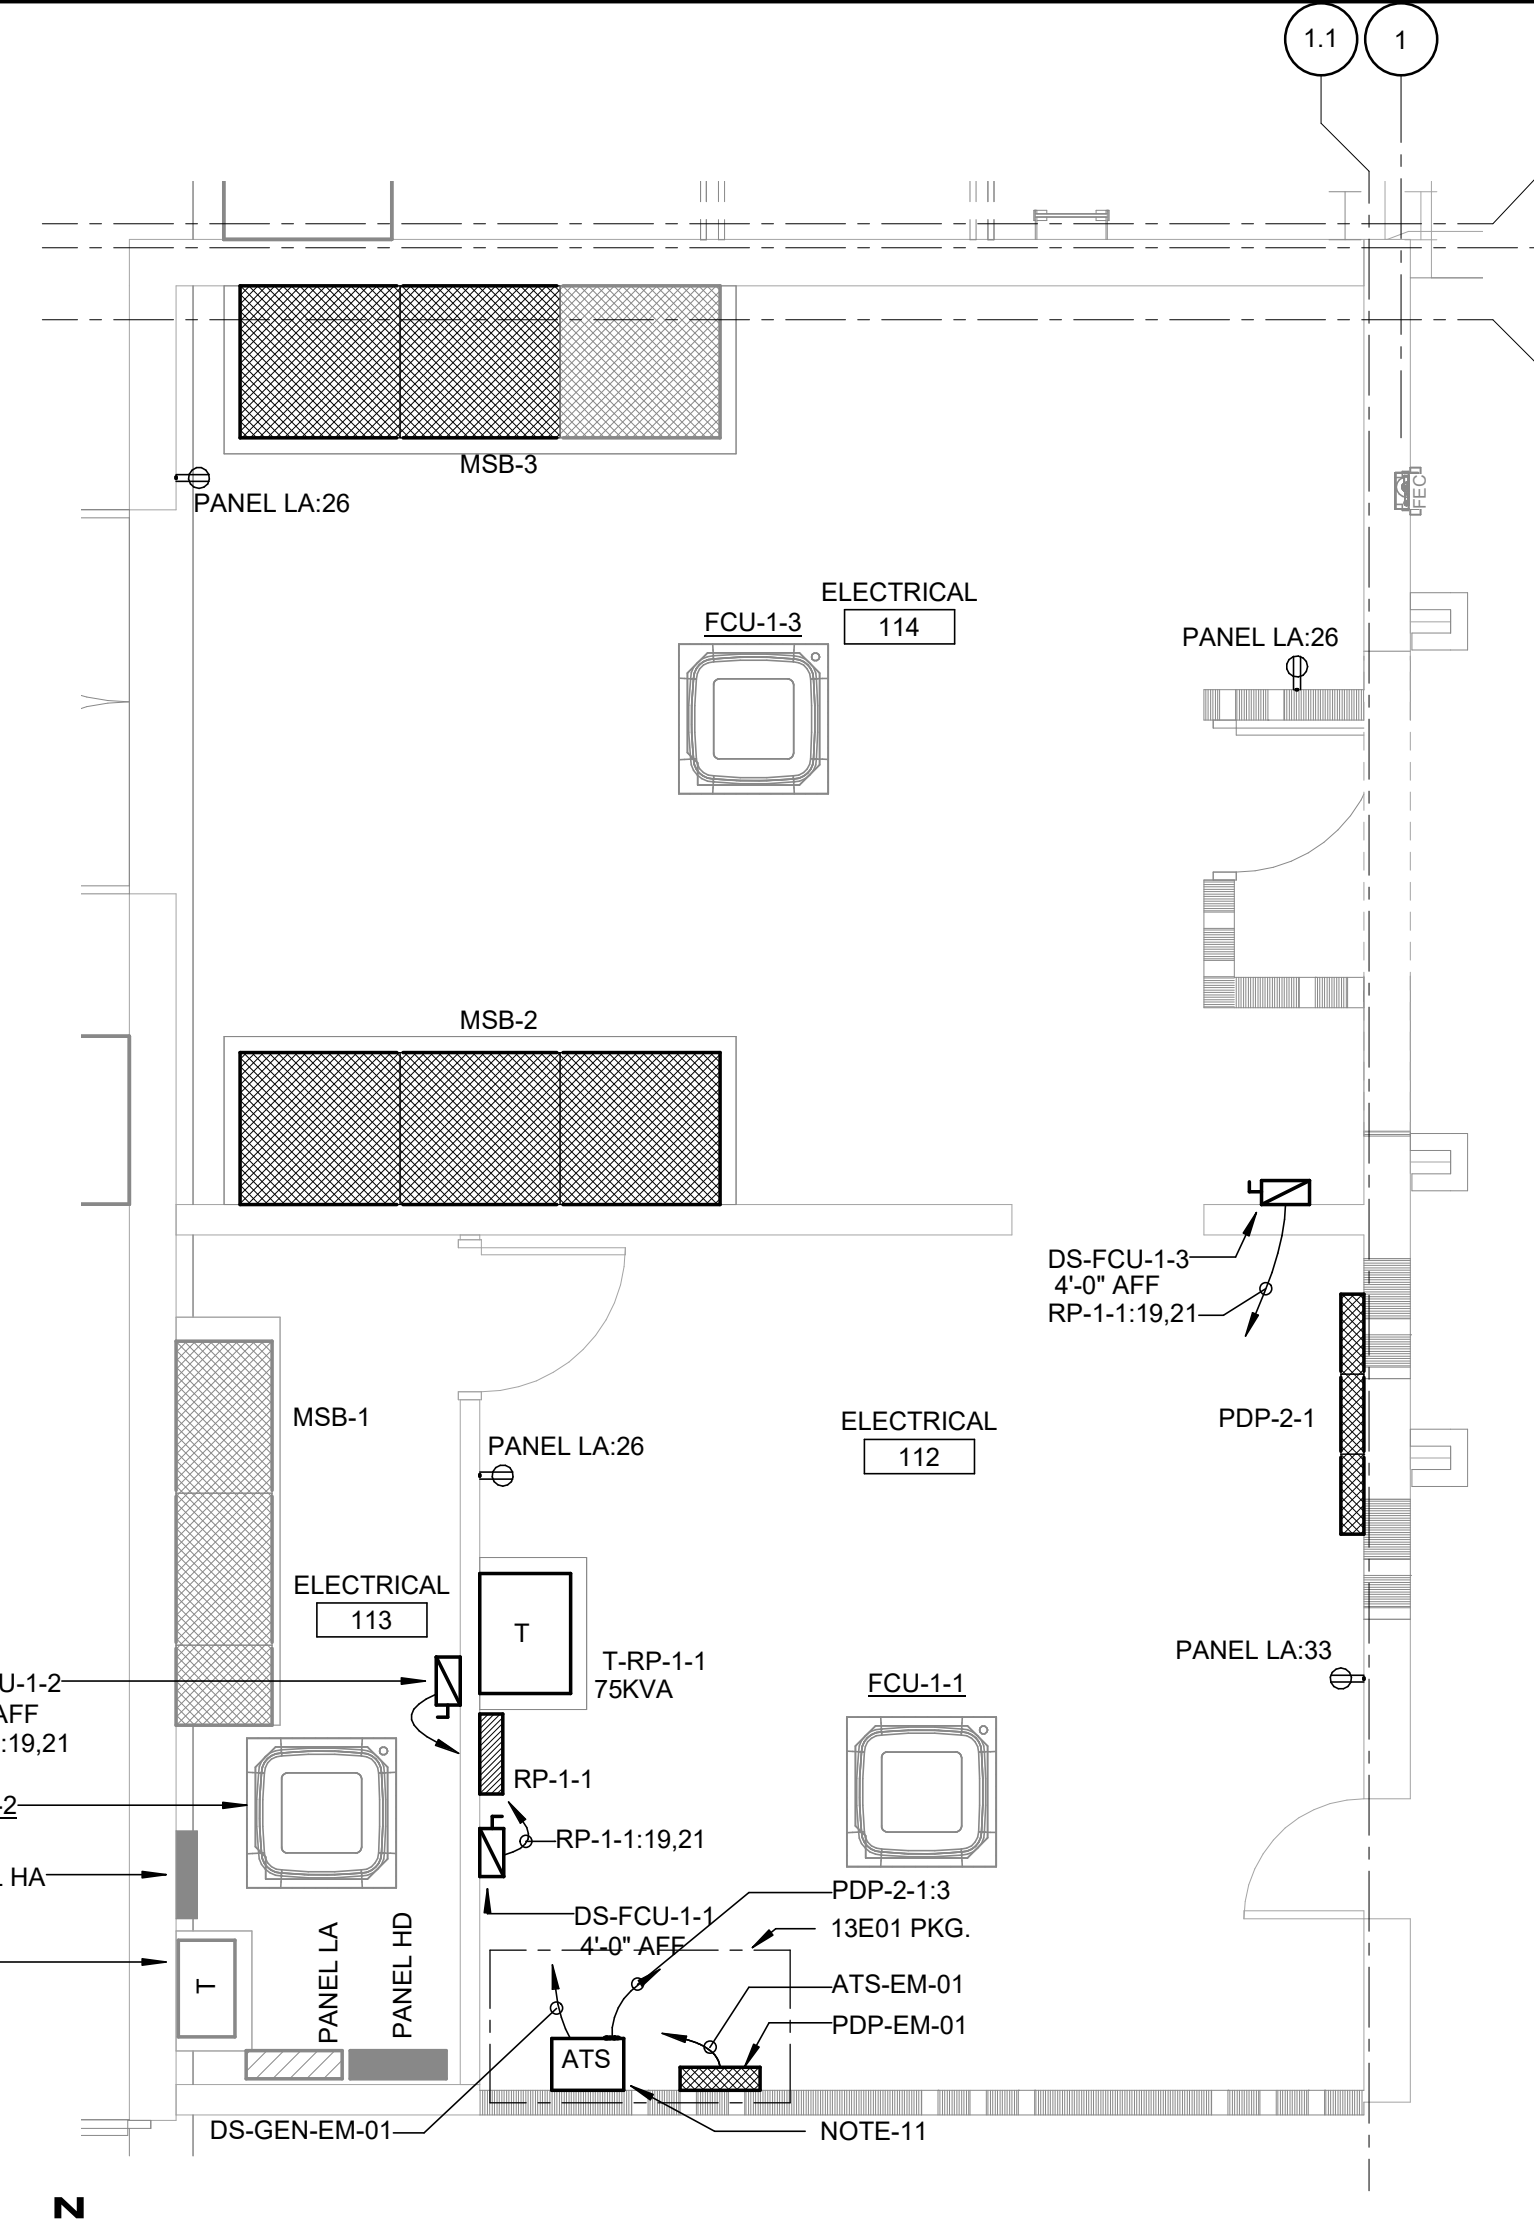 1.1
1
MSB-3
PANEL LA:26
FEC
ELECTRICAL
114
FCU-1-3
PANEL LA:26
MSB-2
DS-FCU-1-3
4'-0" AFF
RP-1-1:19,21
MSB-1
PANEL LA:26
ELECTRICAL
112
PDP-2-1
ELECTRICAL
113
T
T-RP-1-1
75KVA
PANEL LA:33
U-1-2
AFF
:19,21
FCU-1-1
RP-1-1
-2
RP-1-1:19,21
HA
PDP-2-1:3
DS-FCU-1-1
4'-0" AFF
13E01 PKG.
PANEL LA
PANEL HD
T
ATS-EM-01
PDP-EM-01
ATS
DS-GEN-EM-01
NOTE-11
N